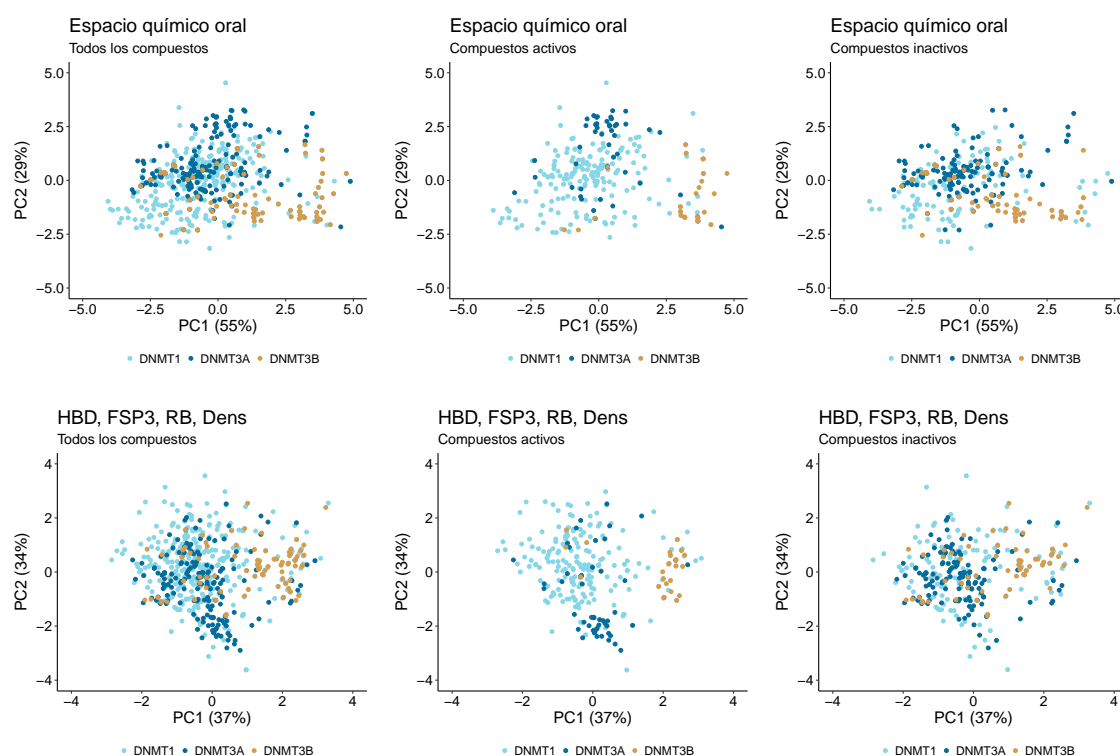 Espacio químico oral
Todos los compuestos
5.0
2.5
0.0
−2.5
−5.0
PC2 (29%)
−5.0 −2.5 0.0 2.5 5.0
PC1 (55%)
DNMT1 DNMT3A DNMT3B
Espacio químico oral
Compuestos activos
5.0
2.5
0.0
−2.5
−5.0
PC2 (29%)
−5.0 −2.5 0.0 2.5 5.0
PC1 (55%)
DNMT1 DNMT3A DNMT3B
Espacio químico oral
Compuestos inactivos
5.0
2.5
0.0
−2.5
−5.0
PC2 (29%)
−5.0 −2.5 0.0 2.5 5.0
PC1 (55%)
DNMT1 DNMT3A DNMT3B
HBD, FSP3, RB, Dens
Todos los compuestos
4
2
0
−2
−4
PC2 (34%)
−4 −2 0 2 4
PC1 (37%)
DNMT1 DNMT3A DNMT3B
HBD, FSP3, RB, Dens
Compuestos activos
4
2
0
−2
−4
PC2 (34%)
−4 −2 0 2 4
PC1 (37%)
DNMT1 DNMT3A DNMT3B
HBD, FSP3, RB, Dens
Compuestos inactivos
4
2
0
−2
−4
PC2 (34%)
−4 −2 0 2 4
PC1 (37%)
DNMT1 DNMT3A DNMT3B